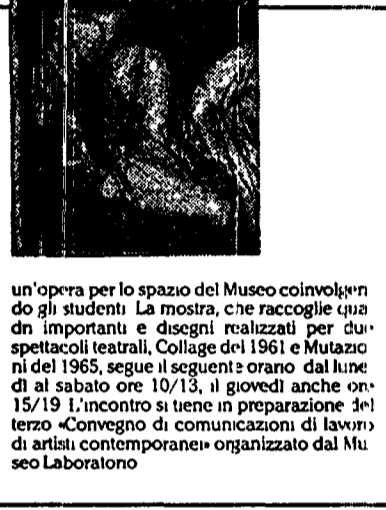 un'opera per lo spazio del Museo coinvolgen
do gli studenti La mostra, che raccoglie qua
dri importanti e disegni realizzati per due
spettacoli teatrali, Collage del 1961 e Mutazio
ni del 1965, segue il seguente orario dal lune
dì al sabato ore 10/13, il giovedì anche ore
15/19 L'incontro si tiene in preparazione del
terzo «Convegno di comunicazioni di lavoro
di artisti contemporanei» organizzato dal Mu
seo Laboratorio